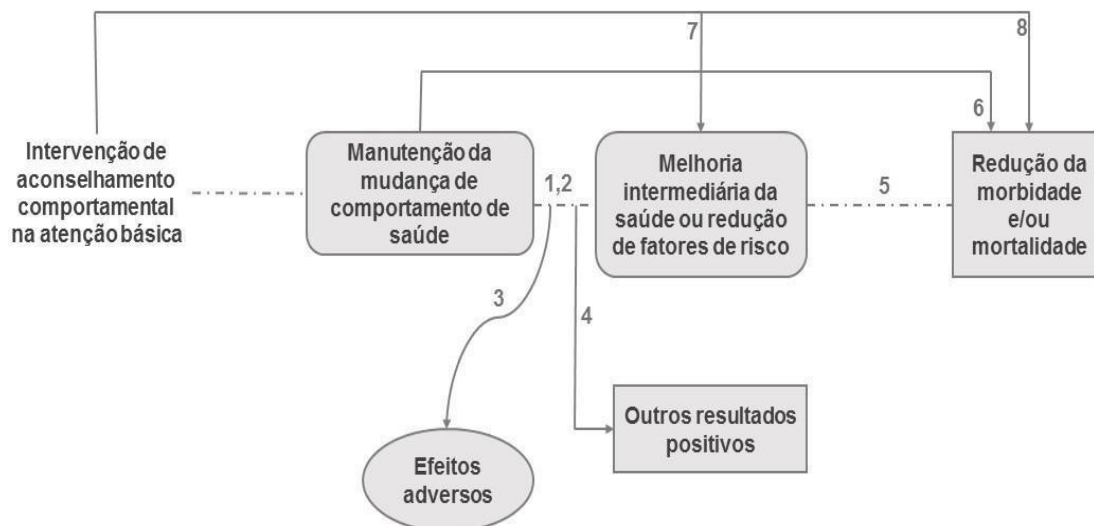 7
8
6
Intervenção de
aconselhamento
comportamental
na atenção básica
Manutenção da
mudança de
comportamento de
saúde
1,2
Melhoria
intermediária da
saúde ou redução
de fatores de risco
5
Redução da
morbidade
e/ou
mortalidade
3
4
Outros resultados
positivos
Efeitos
adversos